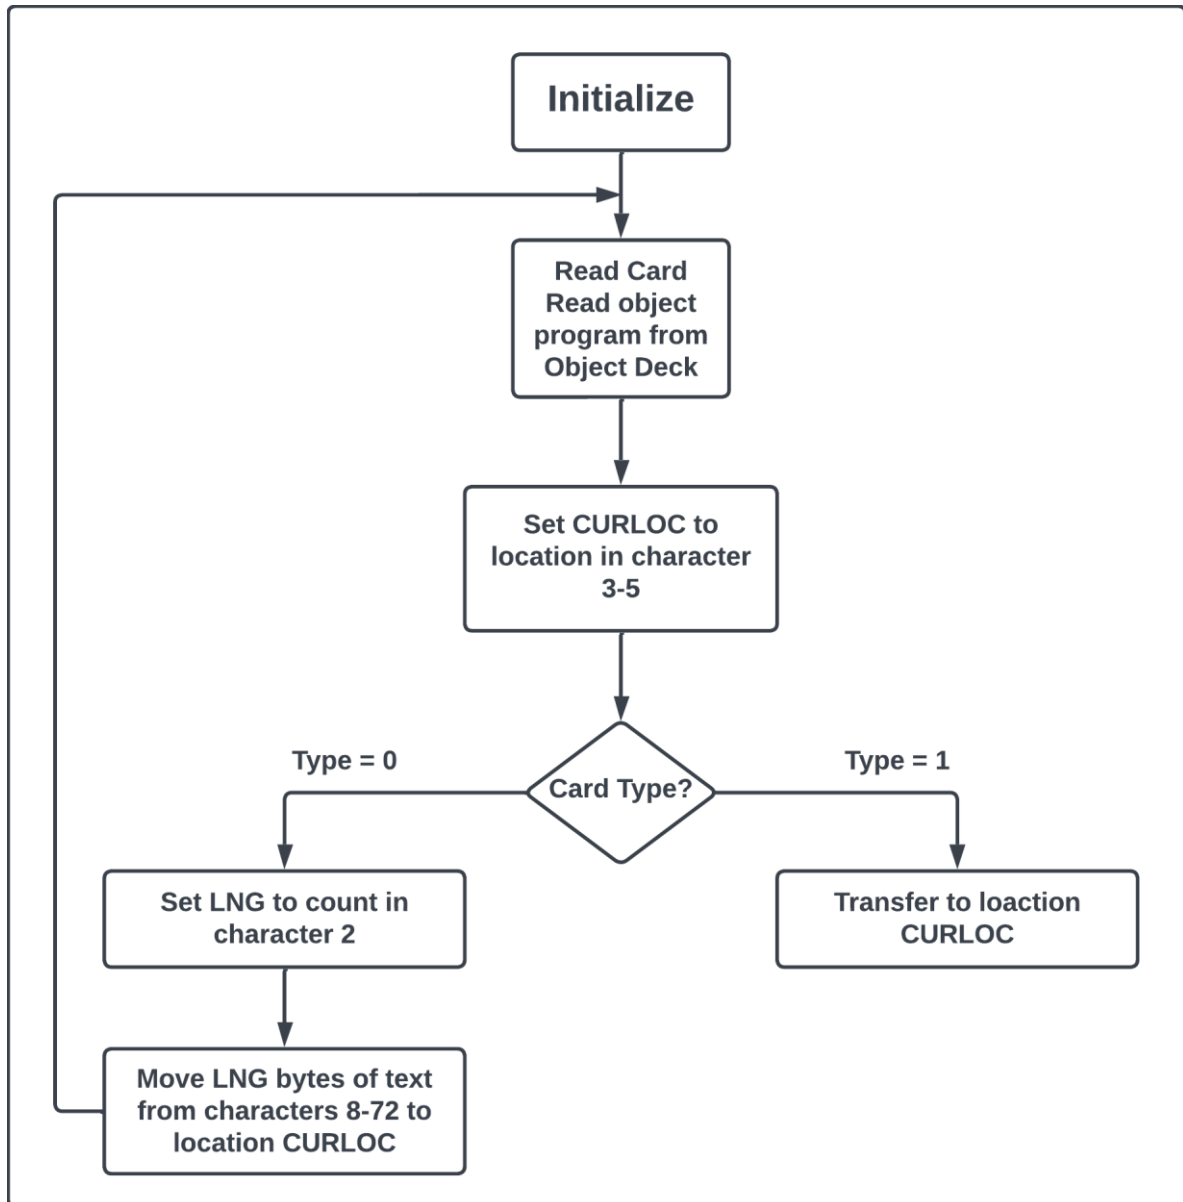 Initialize
Read Card
Read object
program from
Object Deck
Set CURLOC to
location in character
3-5
Type = 0
Card Type?
Type = 1
Set LNG to count in
character 2
Transfer to loaction
CURLOC
Move LNG bytes of text
from characters 8-72 to
location CURLOC